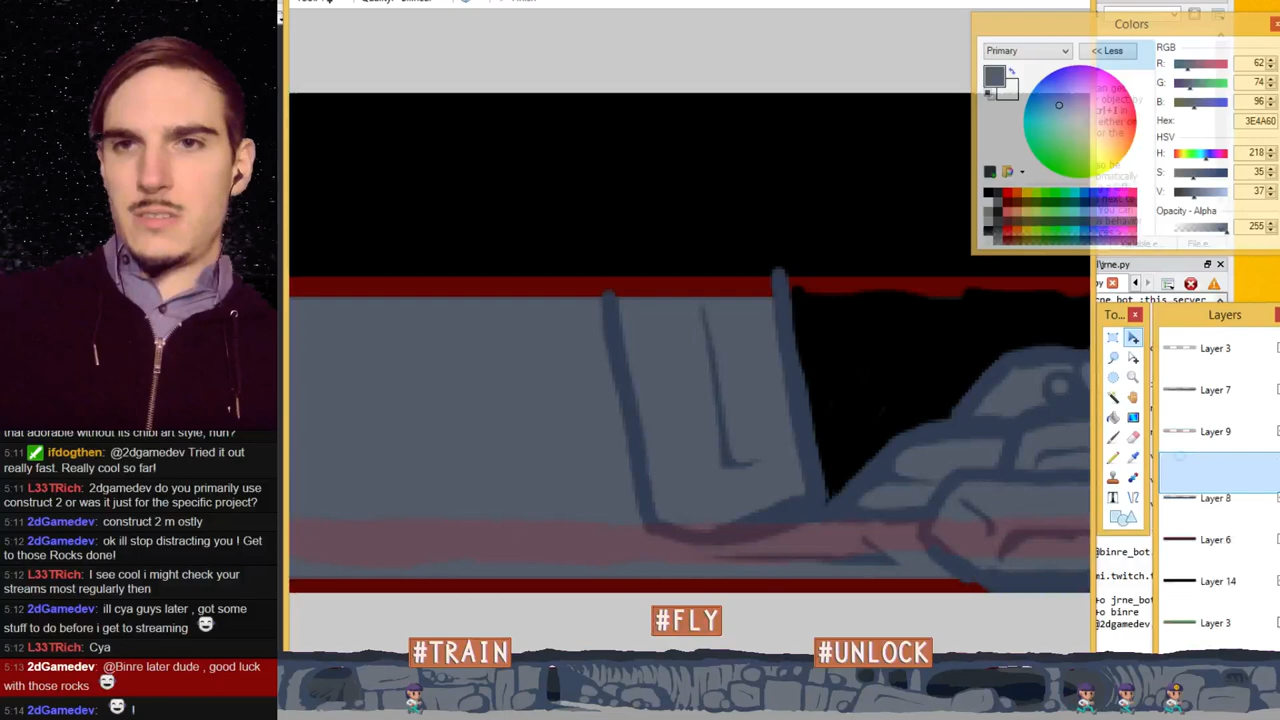 Colors
Primary
<< Less
RGB
R: 62
G: 74
B: 96
Hex: 3E4A60
HSV
H: 218
S: 35
V: 37
Opacity - Alpha
255
jrne.py
To...
Layers
Layer 3
Layer 7
Layer 9
Layer 8
Layer 6
Layer 14
Layer 3
@binre_bot
mi.twitch.t
+o jrne_bot
+o binre
@2dgamedev
that adorable without its chibi art style, huh?
5:11 ifdogthen: @2dgamedev Tried it out
really fast. Really cool so far!
5:11 L33TRich: 2dgamedev do you primarily use
construct 2 or was it just for the specific project?
5:11 2dGamedev: construct 2 m ostly
5:12 2dGamedev: ok ill stop distracting you ! Get
to those Rocks done!
5:12 L33TRich: I see cool i might check your
streams most regularly then
5:12 2dGamedev: ill cya guys later , got some
stuff to do before i get to streaming
5:12 L33TRich: Cya
5:13 2dGamedev: @Binre later dude , good luck
with those rocks
5:14 2dGamedev: !
#FLY
#TRAIN
#UNLOCK